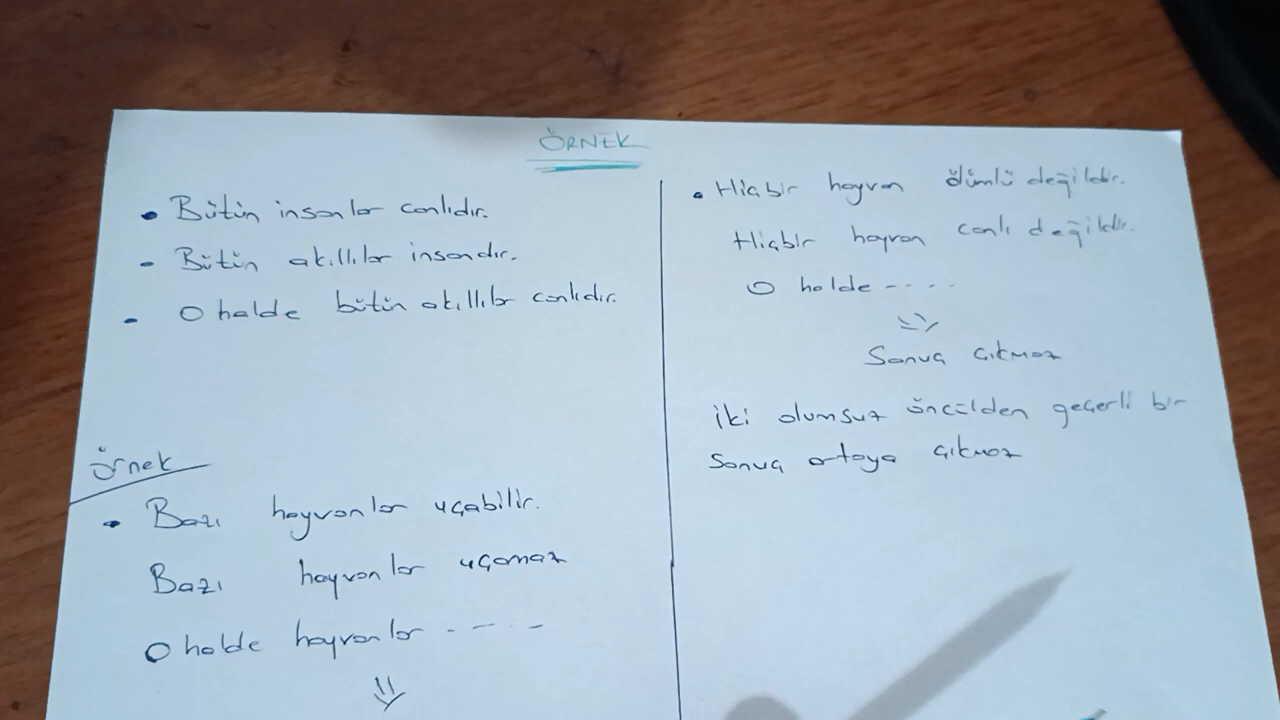 ÖRNEK
• Bütün insanlar canlıdır.
- Bütün akıllılar insandır.
- O halde bütün akıllılar canlıdır.
Örnek
• Bazı hayvanlar uçabilir.
Bazı hayvanlar uçamaz
O halde hayvanlar - - - -
• Hiçbir hayvan ölümlü değildir.
Hiçbir hayvan canlı değildir.
O halde - - - -
Sonuç çıkmaz
İki olumsuz öncülden geçerli bir
sonuç ortaya çıkmaz